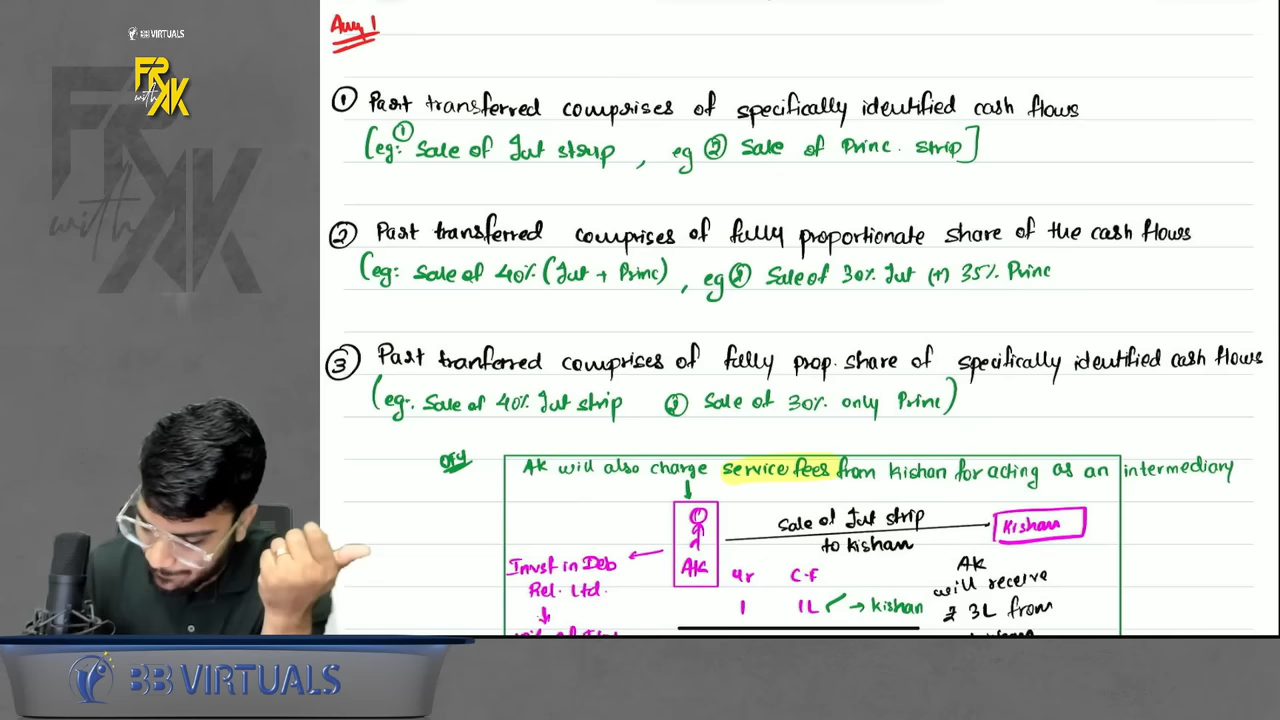 BB VIRTUALS
FR
with
AK
FR
with
AK
① Part transferred comprises of specifically identified cash flows
[eg: ① Sale of Int strip , eg ② Sale of Princ. strip]
② Part transferred comprises of fully proportionate share of the cash flows
(eg: Sale of 40% (Int + Princ) , eg ② Sale of 30% Int (+) 35% Princ
③ Part tranferred comprises of fully prop. share of specifically identified cash flows
(eg:. Sale of 40% Int strip ② Sale of 30% only Princ)
AK will also charge service fees from Kishan for acting as an intermediary
Sale of Int strip
to Kishan
Kishan
AK
Invst in Deb
Rel. Ltd.
Yr C.F
1 1L → Kishan
AK
will receive
₹ 3L from
BB VIRTUALS